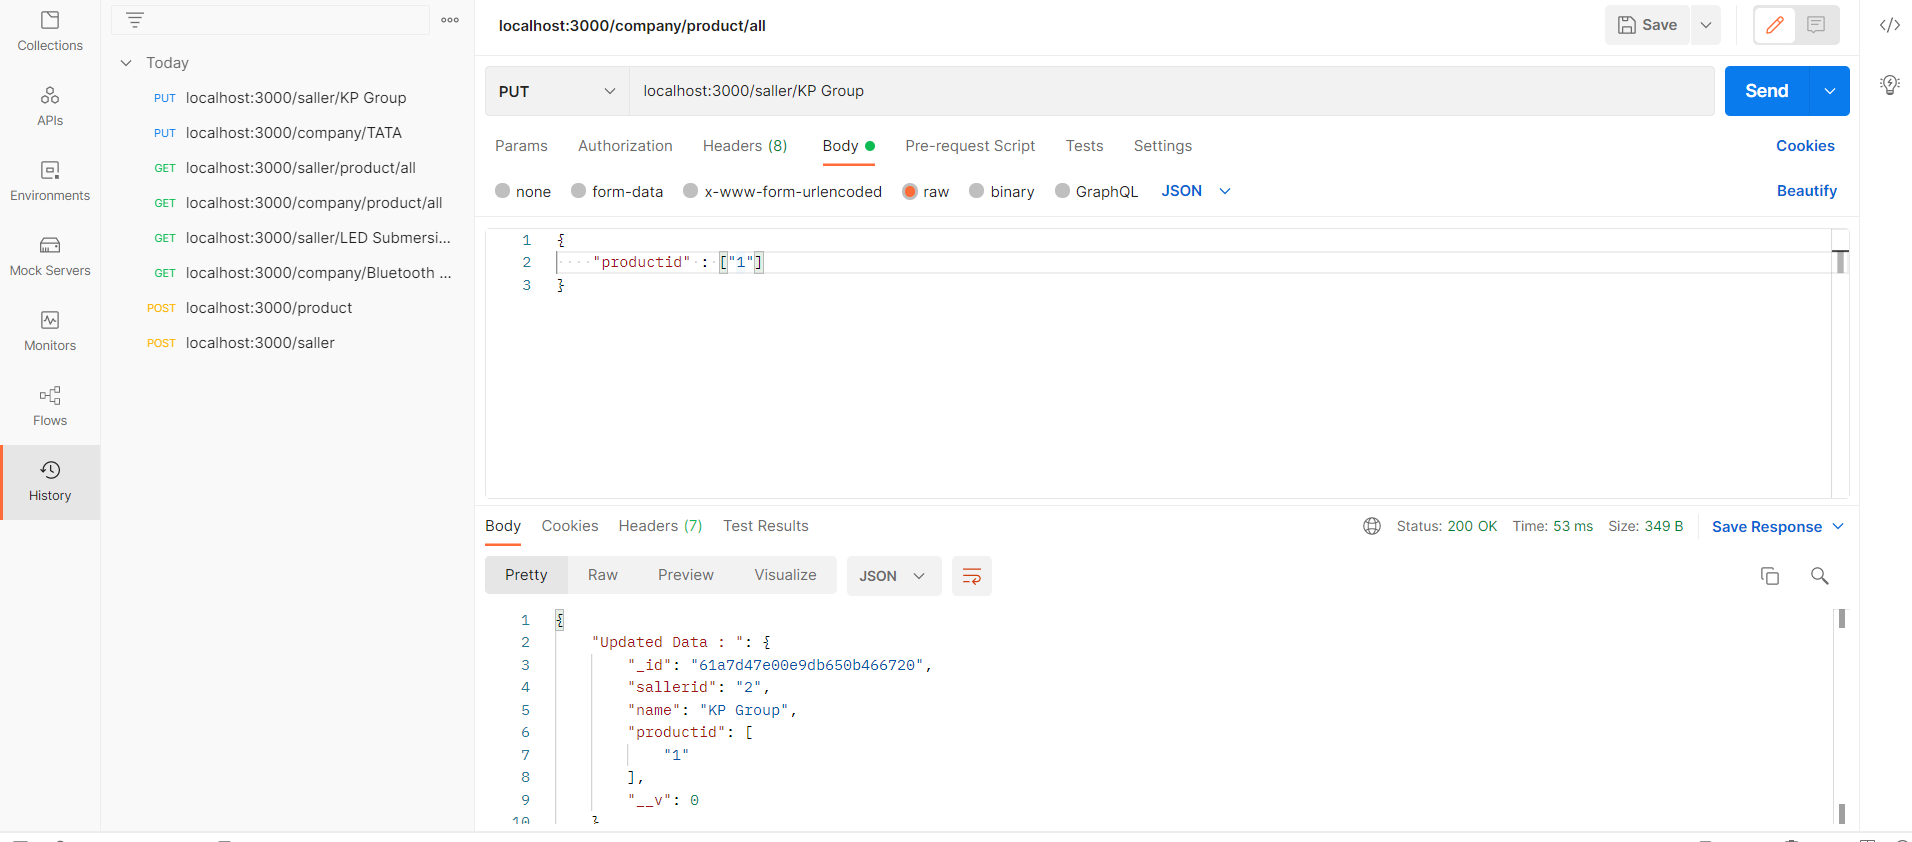 Collections
APIs
Environments
Mock Servers
Monitors
Flows
History
Today
PUT localhost:3000/saller/KP Group
PUT localhost:3000/company/TATA
GET localhost:3000/saller/product/all
GET localhost:3000/company/product/all
GET localhost:3000/saller/LED Submersi...
GET localhost:3000/company/Bluetooth ...
POST localhost:3000/product
POST localhost:3000/saller
localhost:3000/company/product/all
Save
PUT localhost:3000/saller/KP Group
Send
Params Authorization Headers (8) Body Pre-request Script Tests Settings Cookies
none form-data x-www-form-urlencoded raw binary GraphQL JSON Beautify
1 {
2 "productid" : ["1"]
3 }
Body Cookies Headers (7) Test Results Status: 200 OK Time: 53 ms Size: 349 B Save Response
Pretty Raw Preview Visualize JSON
1 {
2 "Updated Data : ": {
3 "_id": "61a7d47e00e9db650b466720",
4 "sallerid": "2",
5 "name": "KP Group",
6 "productid": [
7 "1"
8 ],
9 "__v": 0
10 }